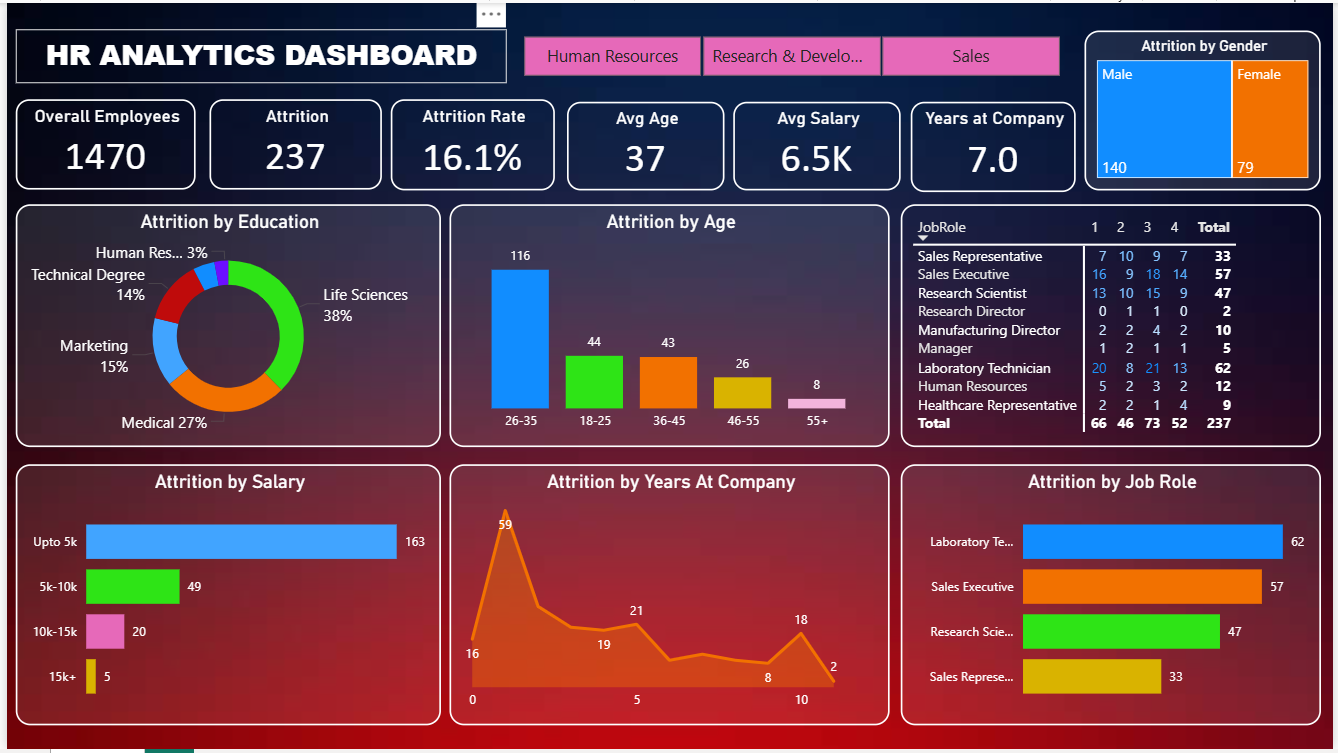 HR ANALYTICS DASHBOARD
Human Resources
Research & Develo...
Sales
Attrition by Gender
Male
Female
140
79
Overall Employees
1470
Attrition
237
Attrition Rate
16.1%
Avg Age
37
Avg Salary
6.5K
Years at Company
7.0
Attrition by Education
Human Res... 3%
Technical Degree
14%
Life Sciences
38%
Marketing
15%
Medical 27%
Attrition by Age
116
44
43
26
8
26-35
18-25
36-45
46-55
55+
JobRole 1 2 3 4 Total
Sales Representative 7 10 9 7 33
Sales Executive 16 9 18 14 57
Research Scientist 13 10 15 9 47
Research Director 0 1 1 0 2
Manufacturing Director 2 2 4 2 10
Manager 1 2 1 1 5
Laboratory Technician 20 8 21 13 62
Human Resources 5 2 3 2 12
Healthcare Representative 2 2 1 4 9
Total 66 46 73 52 237
Attrition by Salary
Upto 5k 163
5k-10k 49
10k-15k 20
15k+ 5
Attrition by Years At Company
59
16
19
21
8
18
2
0
5
10
Attrition by Job Role
Laboratory Te... 62
Sales Executive 57
Research Scie... 47
Sales Represe... 33